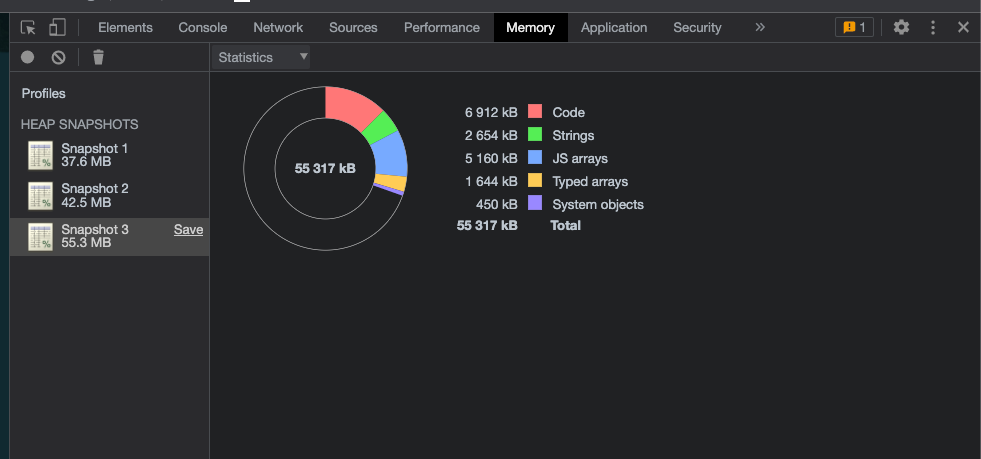 Elements Console Network Sources Performance Memory Application Security » 1
Statistics ▼
Profiles
HEAP SNAPSHOTS
Snapshot 1
37.6 MB
Snapshot 2
42.5 MB
Snapshot 3 Save
55.3 MB
55 317 kB
6 912 kB Code
2 654 kB Strings
5 160 kB JS arrays
1 644 kB Typed arrays
450 kB System objects
55 317 kB Total